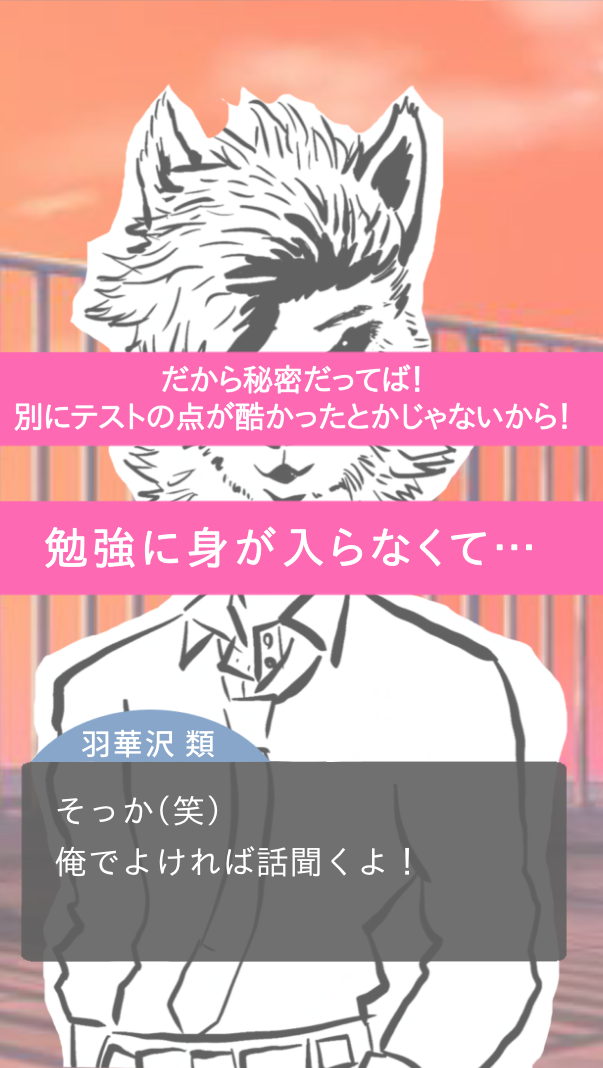 だから秘密だってば！
別にテストの点が酷かったとかじゃないから！
勉強に身が入らなくて…
羽華沢 類
そっか(笑)
俺でよければ話聞くよ！